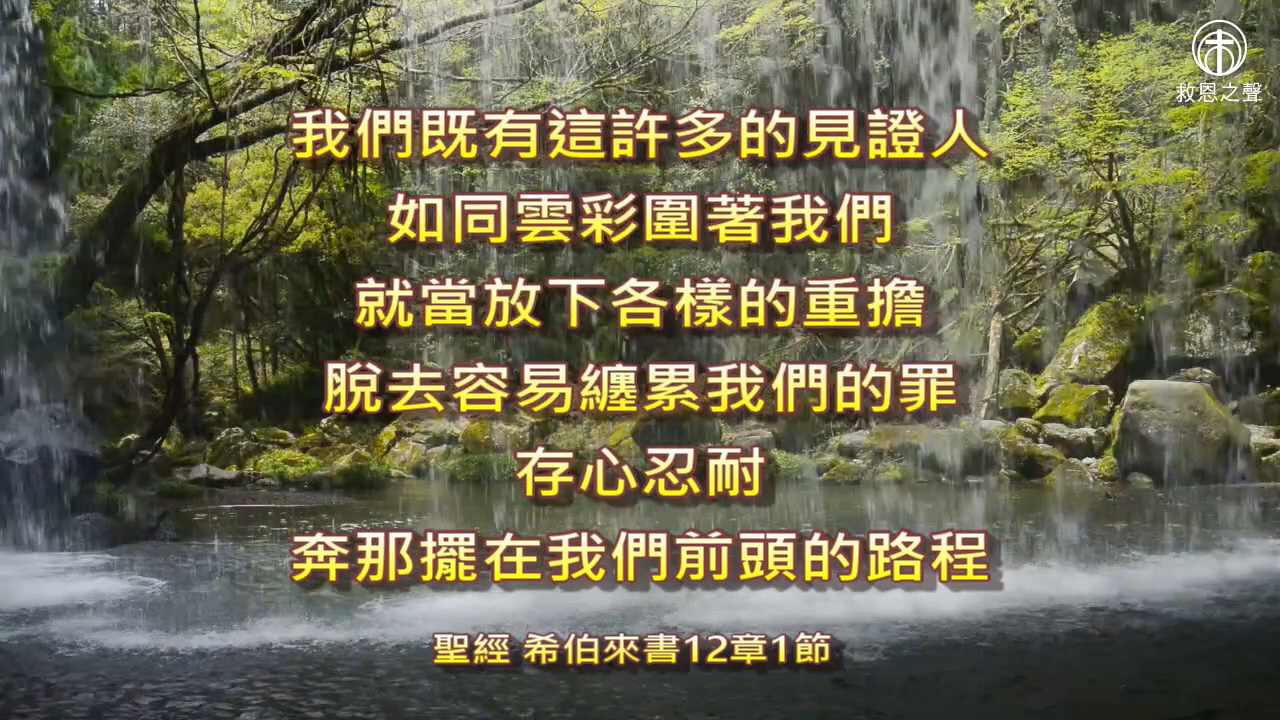 救恩之聲
我們既有這許多的見證人
如同雲彩圍著我們
就當放下各樣的重擔
脫去容易纏累我們的罪
存心忍耐
奔那擺在我們前頭的路程
聖經 希伯來書12章1節